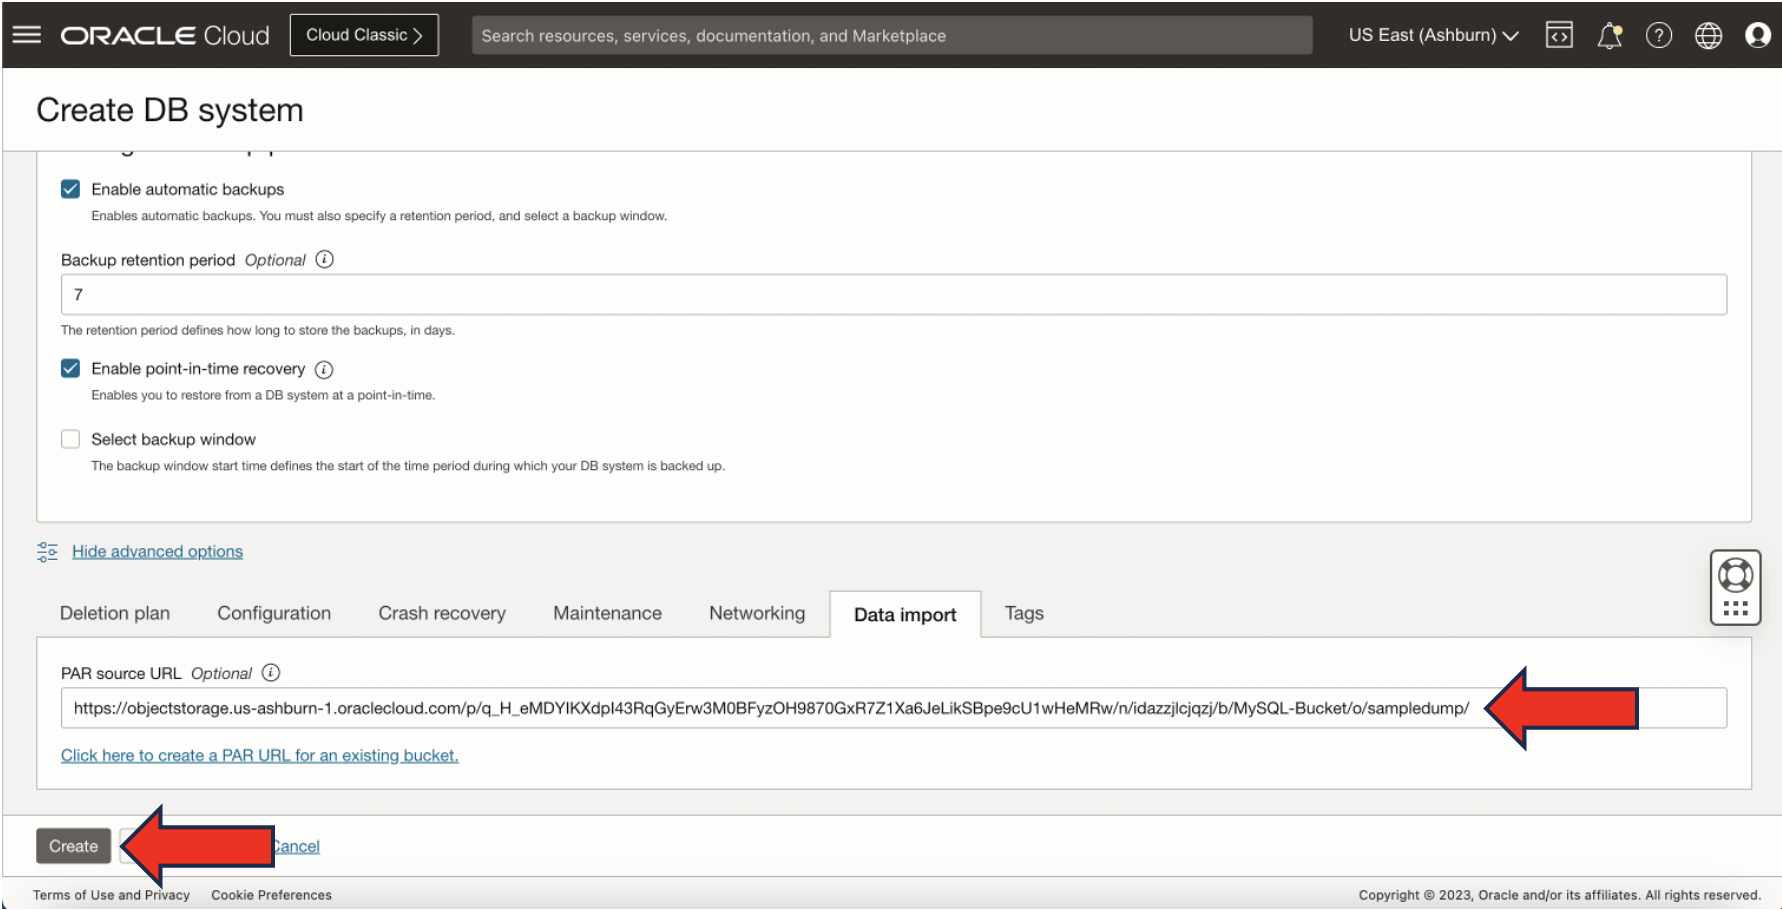 ORACLE Cloud
Cloud Classic
Search resources, services, documentation, and Marketplace
US East (Ashburn)
Create DB system
Enable automatic backups
Enables automatic backups. You must also specify a retention period, and select a backup window.
Backup retention period Optional
7
The retention period defines how long to store the backups, in days.
Enable point-in-time recovery
Enables you to restore from a DB system at a point-in-time.
Select backup window
The backup window start time defines the start of the time period during which your DB system is backed up.
Hide advanced options
Deletion plan Configuration Crash recovery Maintenance Networking Data import Tags
PAR source URL Optional
https://objectstorage.us-ashburn-1.oraclecloud.com/p/q_H_eMDYIKXdpI43RqGyErw3M0BFyzOH9870GxR7Z1Xa6JeLikSBpe9cU1wHeMRw/n/idazzjlcjqzj/b/MySQL-Bucket/o/sampledump/
Click here to create a PAR URL for an existing bucket.
Create Cancel
Terms of Use and Privacy Cookie Preferences
Copyright © 2023, Oracle and/or its affiliates. All rights reserved.